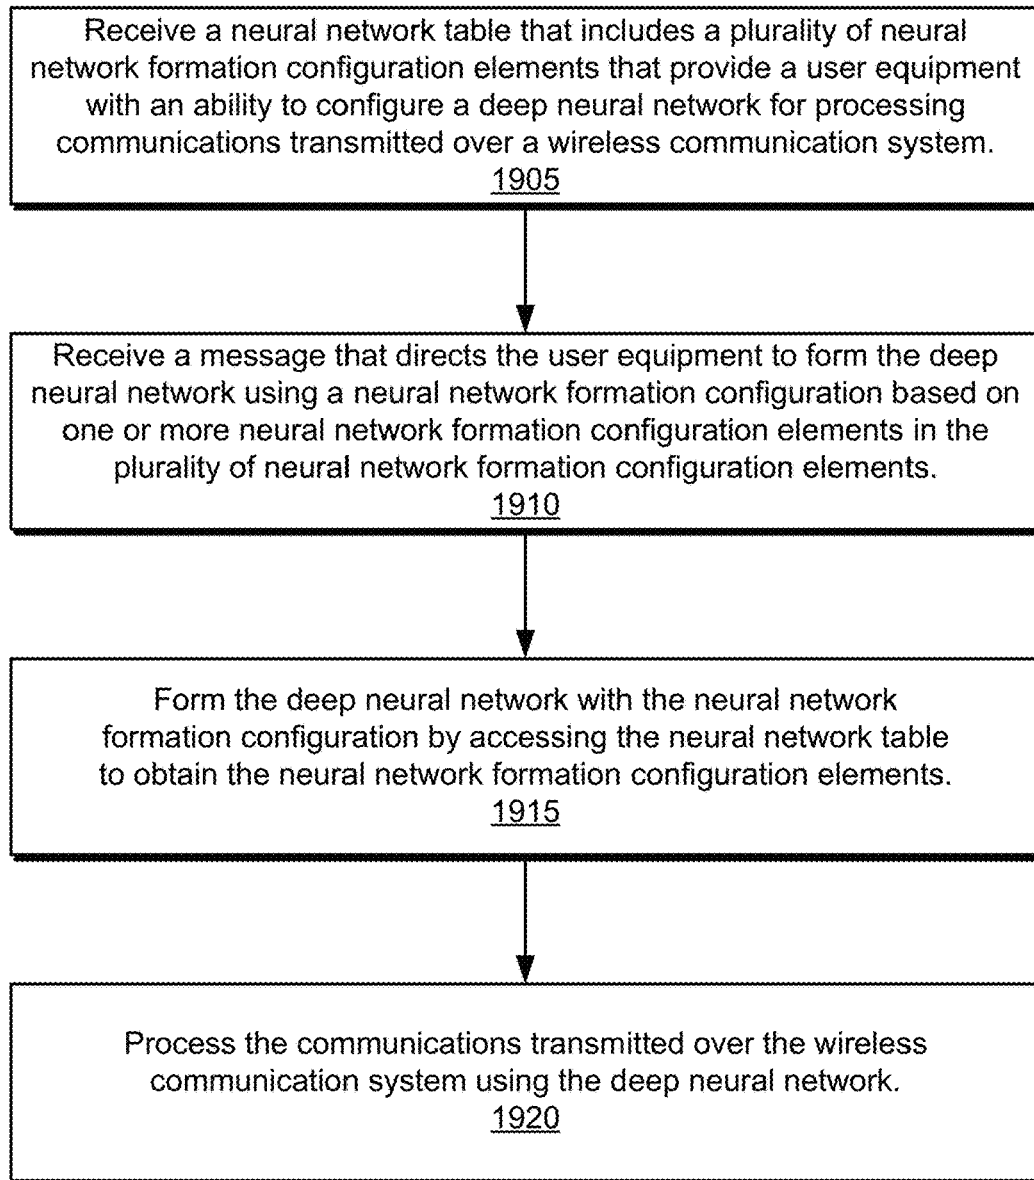 Receive a neural network table that includes a plurality of neural
network formation configuration elements that provide a user equipment
with an ability to configure a deep neural network for processing
communications transmitted over a wireless communication system.
1905
Receive a message that directs the user equipment to form the deep
neural network using a neural network formation configuration based on
one or more neural network formation configuration elements in the
plurality of neural network formation configuration elements.
1910
Form the deep neural network with the neural network
formation configuration by accessing the neural network table
to obtain the neural network formation configuration elements.
1915
Process the communications transmitted over the wireless
communication system using the deep neural network.
1920